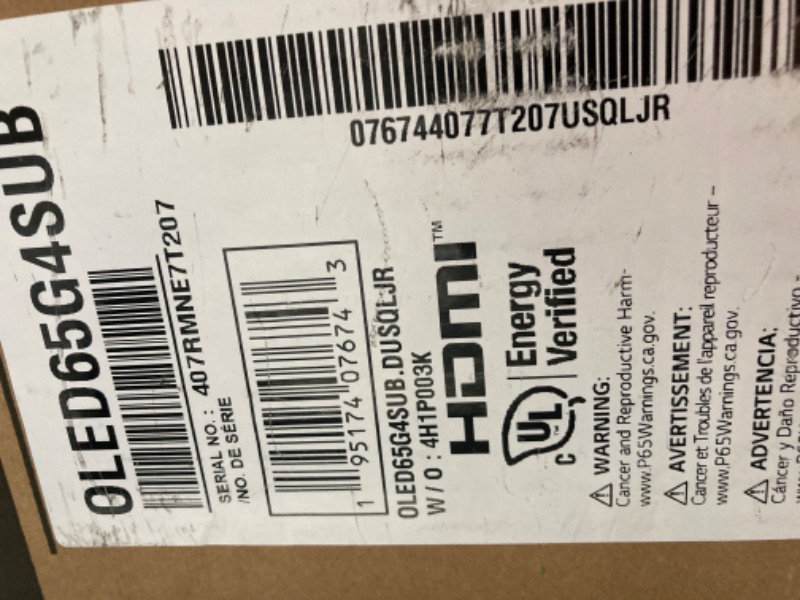 OLED65G4SUB
SERIAL NO. : 407RMNE7T207
/NO. DE SÉRIE
1 95174 07674 3
OLED65G4SUB.DUSQLJR
W / O : 4H1P003K
HDMI™
C UL Energy
Verified
076744077T207USQLJR
WARNING:
Cancer and Reproductive Harm-
www.P65Warnings.ca.gov.
AVERTISSEMENT:
Cancer et Troubles de l'appareil reproducteur –
www.P65Warnings.ca.gov.
ADVERTENCIA:
Cáncer y Daño Reproductivo -